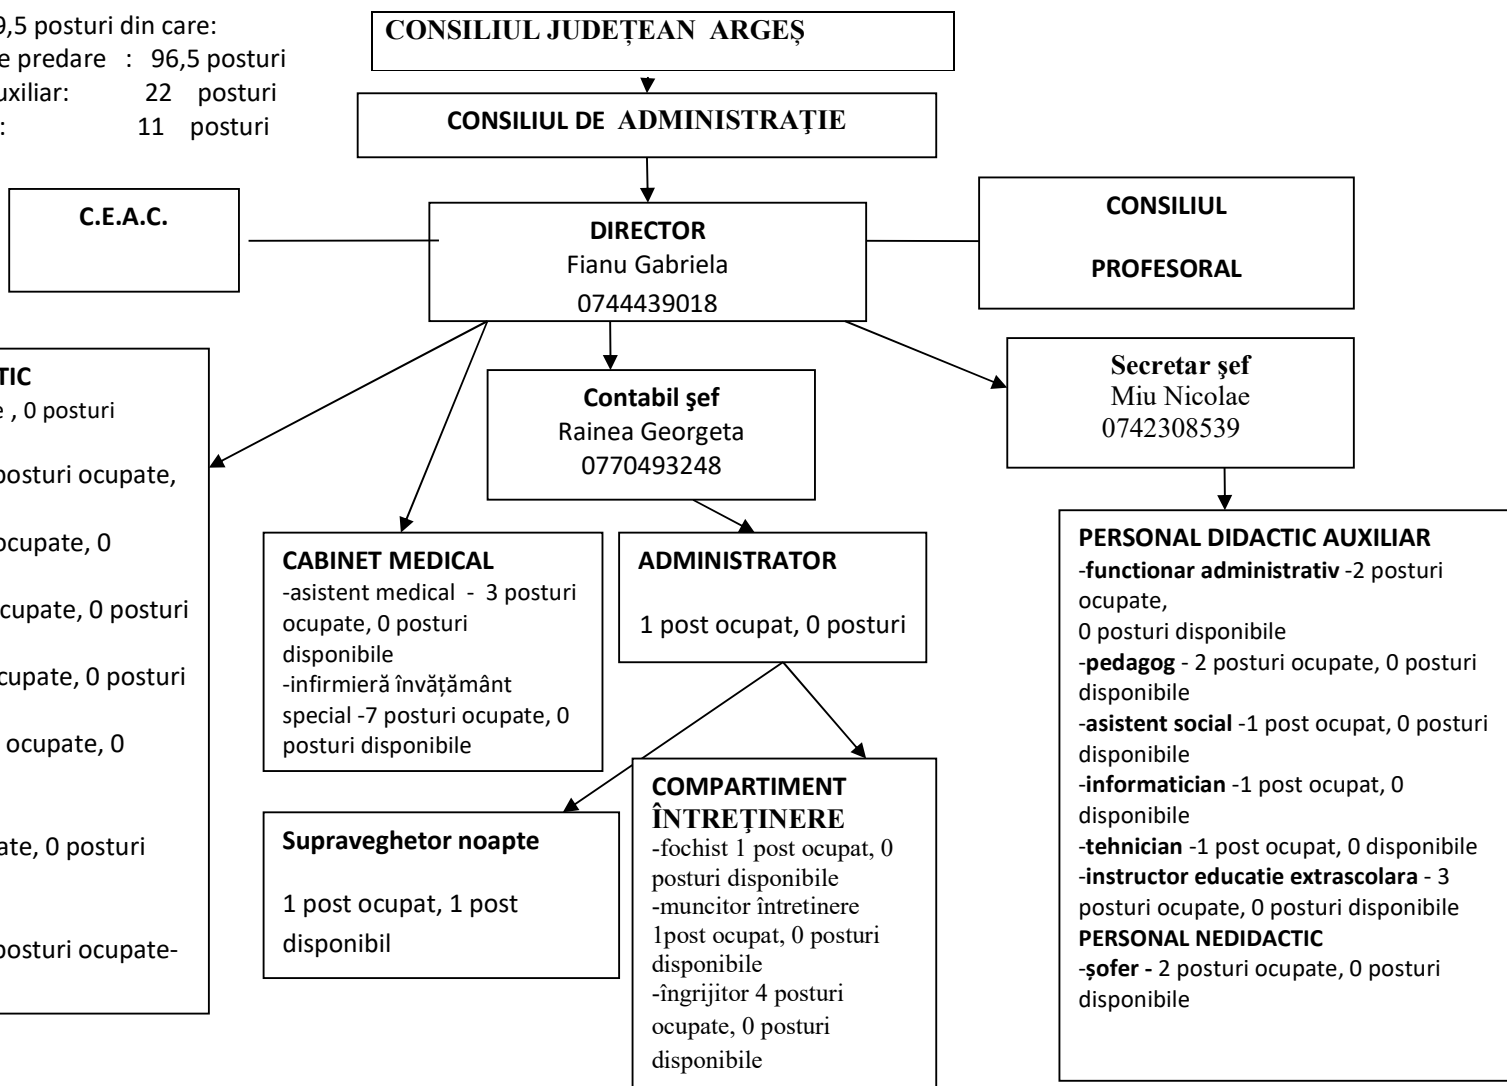 9,5 posturi din care:
e predare : 96,5 posturi
uxiliar: 22 posturi
: 11 posturi
CONSILIUL JUDEȚEAN ARGEȘ
CONSILIUL DE ADMINISTRAŢIE
C.E.A.C.
DIRECTOR
Fianu Gabriela
0744439018
CONSILIUL
PROFESORAL
TIC
e , 0 posturi
posturi ocupate,
ocupate, 0
cupate, 0 posturi
cupate, 0 posturi
ocupate, 0
ate, 0 posturi
posturi ocupate-
Contabil şef
Rainea Georgeta
0770493248
Secretar şef
Miu Nicolae
0742308539
CABINET MEDICAL
-asistent medical - 3 posturi
ocupate, 0 posturi
disponibile
-infirmieră învățământ
special -7 posturi ocupate, 0
posturi disponibile
ADMINISTRATOR
1 post ocupat, 0 posturi
Supraveghetor noapte
1 post ocupat, 1 post
disponibil
COMPARTIMENT
ÎNTREŢINERE
-fochist 1 post ocupat, 0
posturi disponibile
-muncitor întretinere
1post ocupat, 0 posturi
disponibile
-îngrijitor 4 posturi
ocupate, 0 posturi
disponibile
PERSONAL DIDACTIC AUXILIAR
-functionar administrativ -2 posturi
ocupate,
0 posturi disponibile
-pedagog - 2 posturi ocupate, 0 posturi
disponibile
-asistent social -1 post ocupat, 0 posturi
disponibile
-informatician -1 post ocupat, 0
disponibile
-tehnician -1 post ocupat, 0 disponibile
-instructor educatie extrascolara - 3
posturi ocupate, 0 posturi disponibile
PERSONAL NEDIDACTIC
-șofer - 2 posturi ocupate, 0 posturi
disponibile